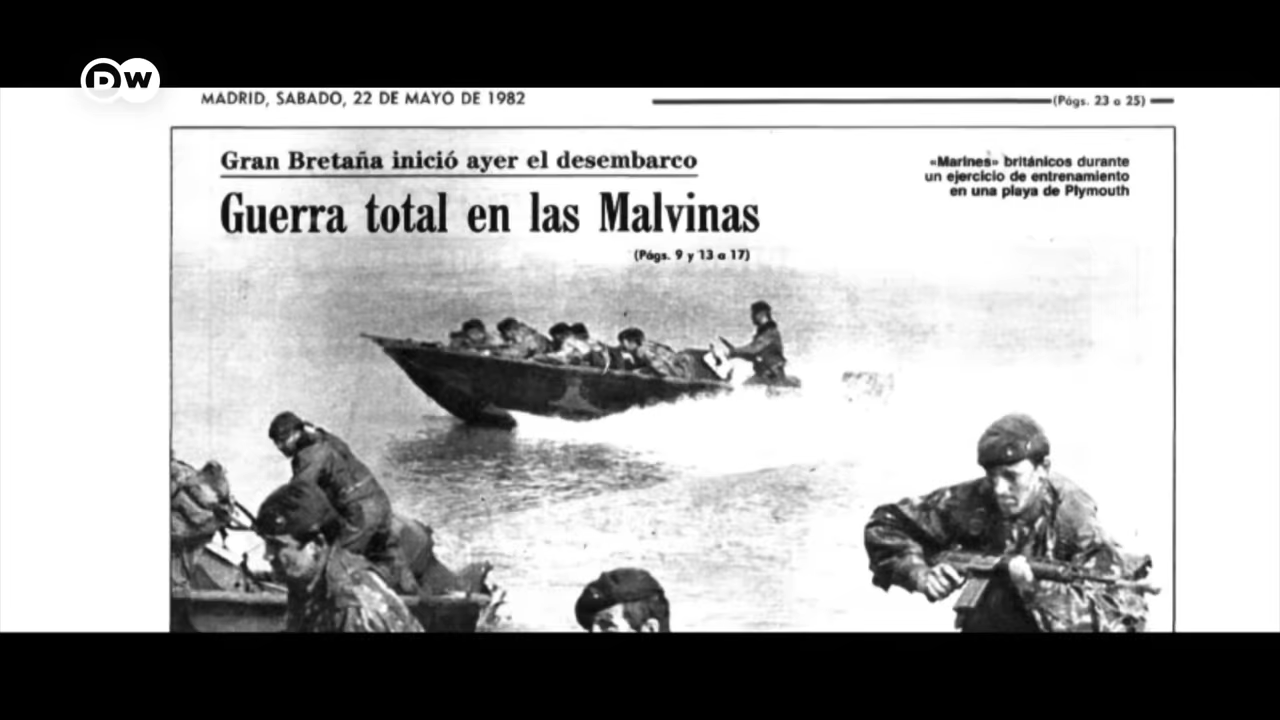 DW
MADRID, SABADO, 22 DE MAYO DE 1982
(Págs. 23 a 25)
Gran Bretaña inició ayer el desembarco
Guerra total en las Malvinas
(Págs. 9 y 13 a 17)
«Marines» británicos durante
un ejercicio de entrenamiento
en una playa de Plymouth